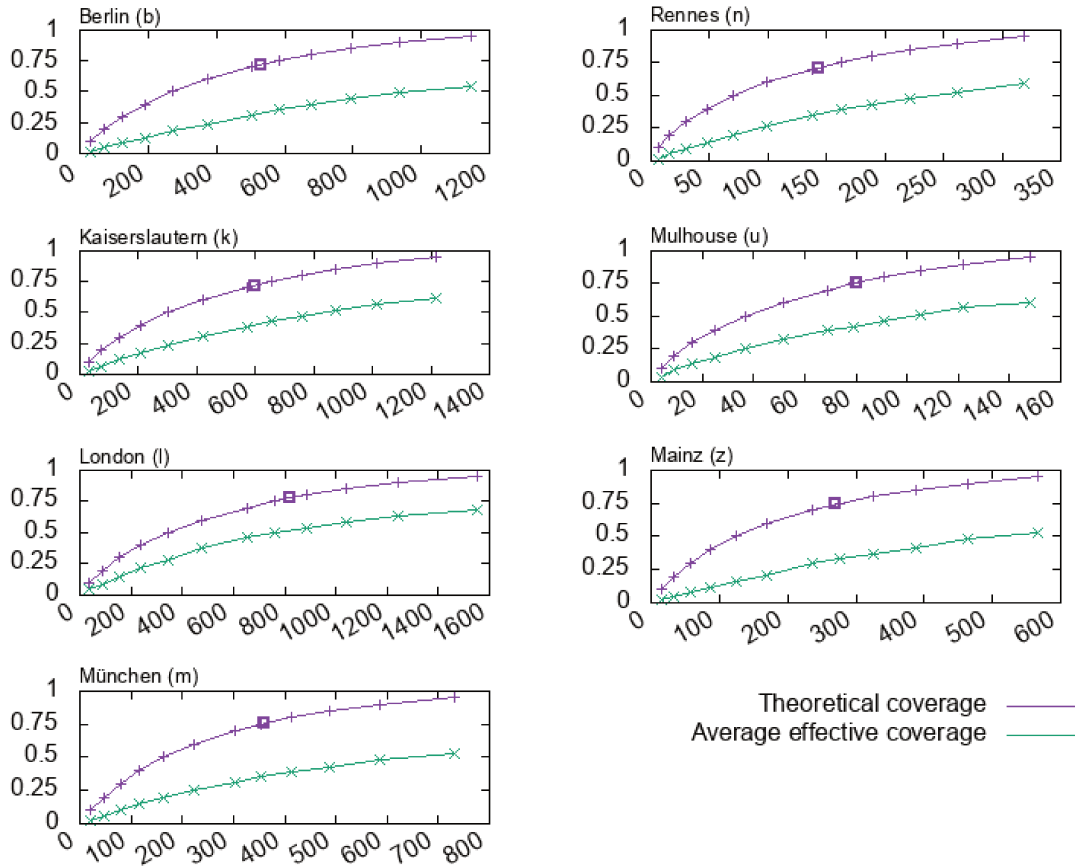 Berlin (b)
1
0.75
0.5
0.25
0
0 200 400 600 800 1000 1200
Rennes (n)
1
0.75
0.5
0.25
0
0 50 100 150 200 250 300 350
Kaiserslautern (k)
1
0.75
0.5
0.25
0
0 200 400 600 800 1000 1200 1400
Mulhouse (u)
1
0.75
0.5
0.25
0
0 20 40 60 80 100 120 140 160
London (l)
1
0.75
0.5
0.25
0
0 200 400 600 800 1000 1200 1400 1600
Mainz (z)
1
0.75
0.5
0.25
0
0 100 200 300 400 500 600
München (m)
1
0.75
0.5
0.25
0
0 100 200 300 400 500 600 700 800
Theoretical coverage
Average effective coverage